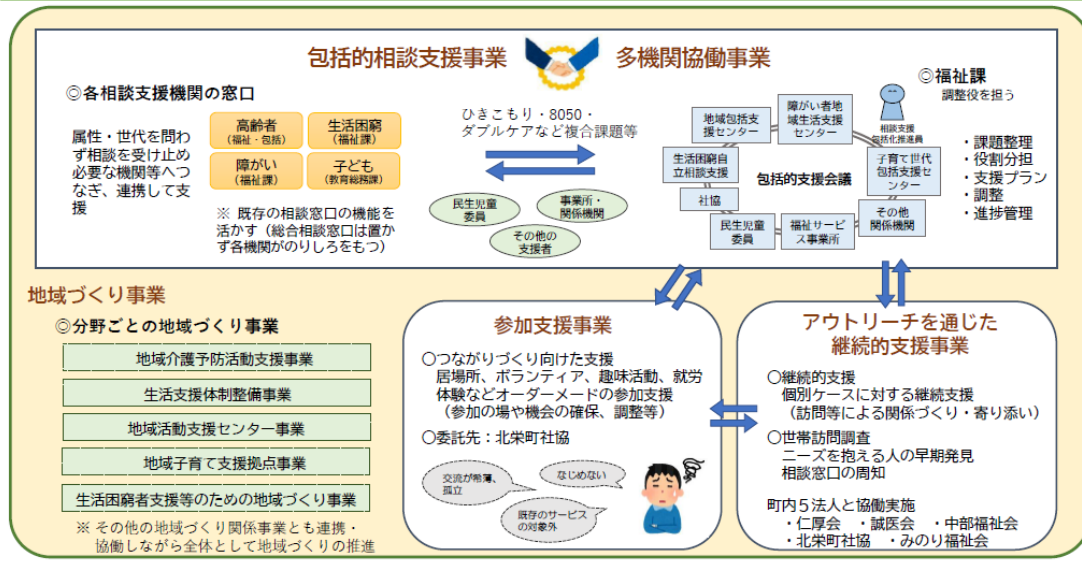 包括的相談支援事業
多機関協働事業
◎各相談支援機関の窓口
属性・世代を問わ
ず相談を受け止め
必要な機関等へつ
なぎ、連携して支
援
高齢者
(福祉・包括)
生活困窮
(福祉課)
障がい
(福祉課)
子ども
(教育総務課)
※ 既存の相談窓口の機能を
活かす（総合相談窓口は置か
ず各機関がのりしろをもつ）
ひきこもり・8050・
ダブルケアなど複合課題等
民生児童
委員
事業所・
関係機関
その他の
支援者
地域包括支
援センター
障がい者地
域生活支援
センター
生活困窮自
立相談支援
子育て世代
包括支援セ
ンター
包括的支援会議
社協
その他
関係機関
民生児童
委員
福祉サービ
ス事業所
◎福祉課
調整役を担う
相談支援
包括化推進員
・課題整理
・役割分担
・支援プラン
・調整
・進捗管理
地域づくり事業
◎分野ごとの地域づくり事業
地域介護予防活動支援事業
生活支援体制整備事業
地域活動支援センター事業
地域子育て支援拠点事業
生活困窮者支援等のための地域づくり事業
※ その他の地域づくり関係事業とも連携・
協働しながら全体として地域づくりの推進
参加支援事業
〇つながりづくり向けた支援
居場所、ボランティア、趣味活動、就労
体験などオーダーメードの参加支援
（参加の場や機会の確保、調整等）
〇委託先：北栄町社協
交流が希薄、
孤立
なじめない
既存のサービス
の対象外
アウトリーチを通じた
継続的支援事業
〇継続的支援
個別ケースに対する継続支援
（訪問等による関係づくり・寄り添い）
〇世帯訪問調査
ニーズを抱える人の早期発見
相談窓口の周知
町内５法人と協働実施
・仁厚会　・誠医会　・中部福祉会
・北栄町社協　・みのり福祉会